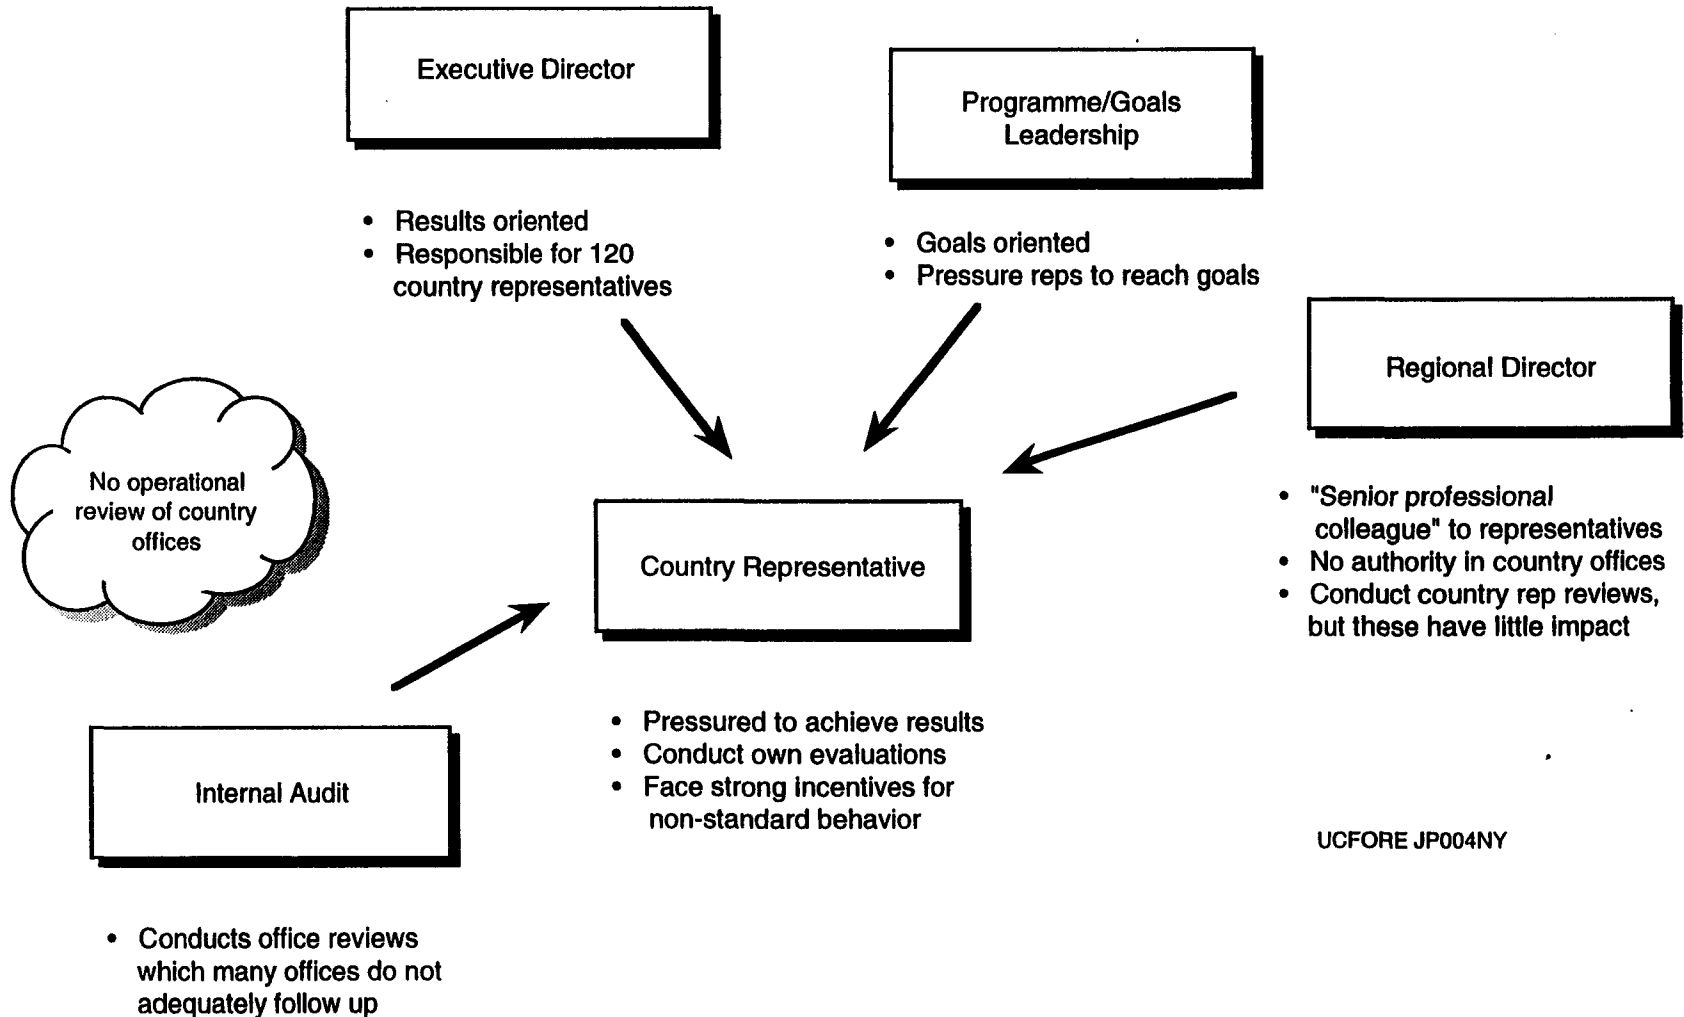 Executive Director
Programme/Goals
Leadership
• Results oriented
• Responsible for 120
country representatives
• Goals oriented
• Pressure reps to reach goals
Regional Director
No operational
review of country
offices
• "Senior professional
colleague" to representatives
• No authority in country offices
• Conduct country rep reviews,
but these have little impact
Country Representative
• Pressured to achieve results
• Conduct own evaluations
• Face strong incentives for
non-standard behavior
Internal Audit
• Conducts office reviews
which many offices do not
adequately follow up
UCFORE JP004NY